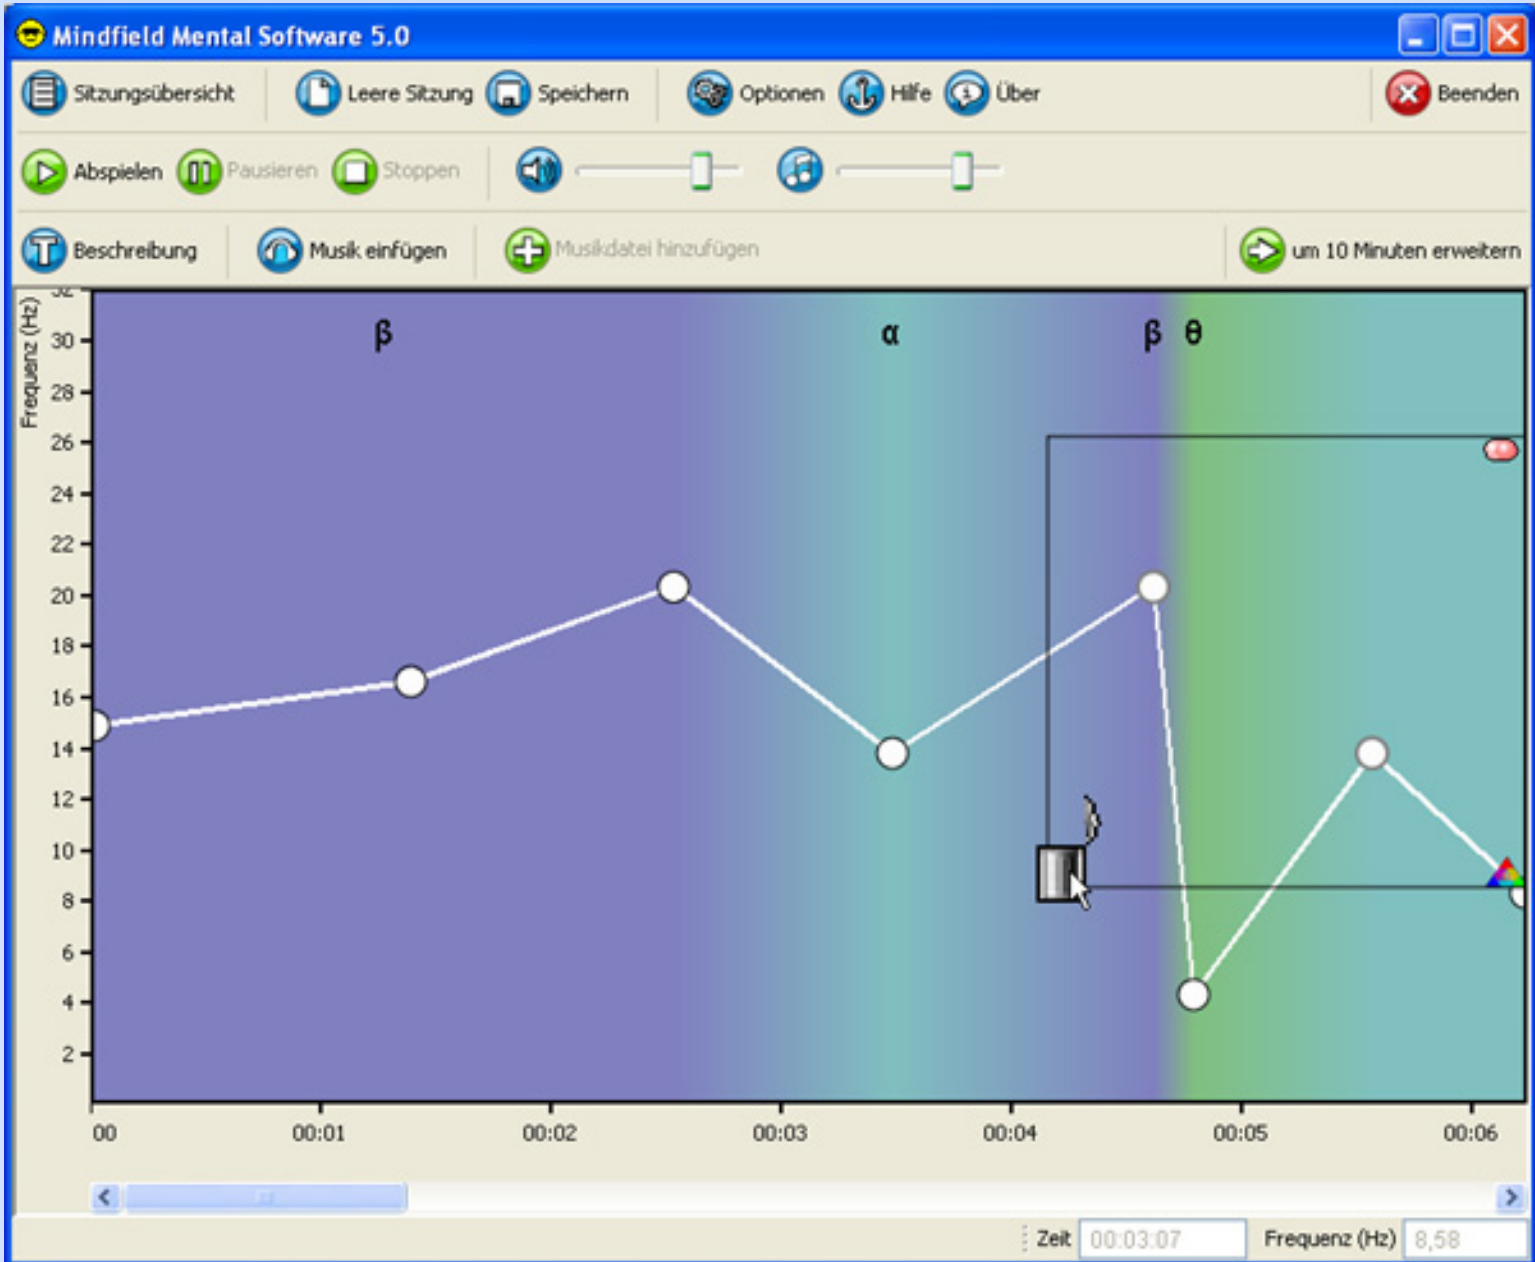 Mindfield Mental Software 5.0
Sitzungsübersicht Leere Sitzung Speichern Optionen Hilfe Über Beenden
Abspielen Pausieren Stoppen
Beschreibung Musik einfügen Musikdatei hinzufügen um 10 Minuten erweitern
Frequenz (Hz)
32
β α β θ
30
28
26
24
22
20
18
16
14
12
10
8
6
4
2
00 00:01 00:02 00:03 00:04 00:05 00:06
Zeit 00:03:07 Frequenz (Hz) 8,58